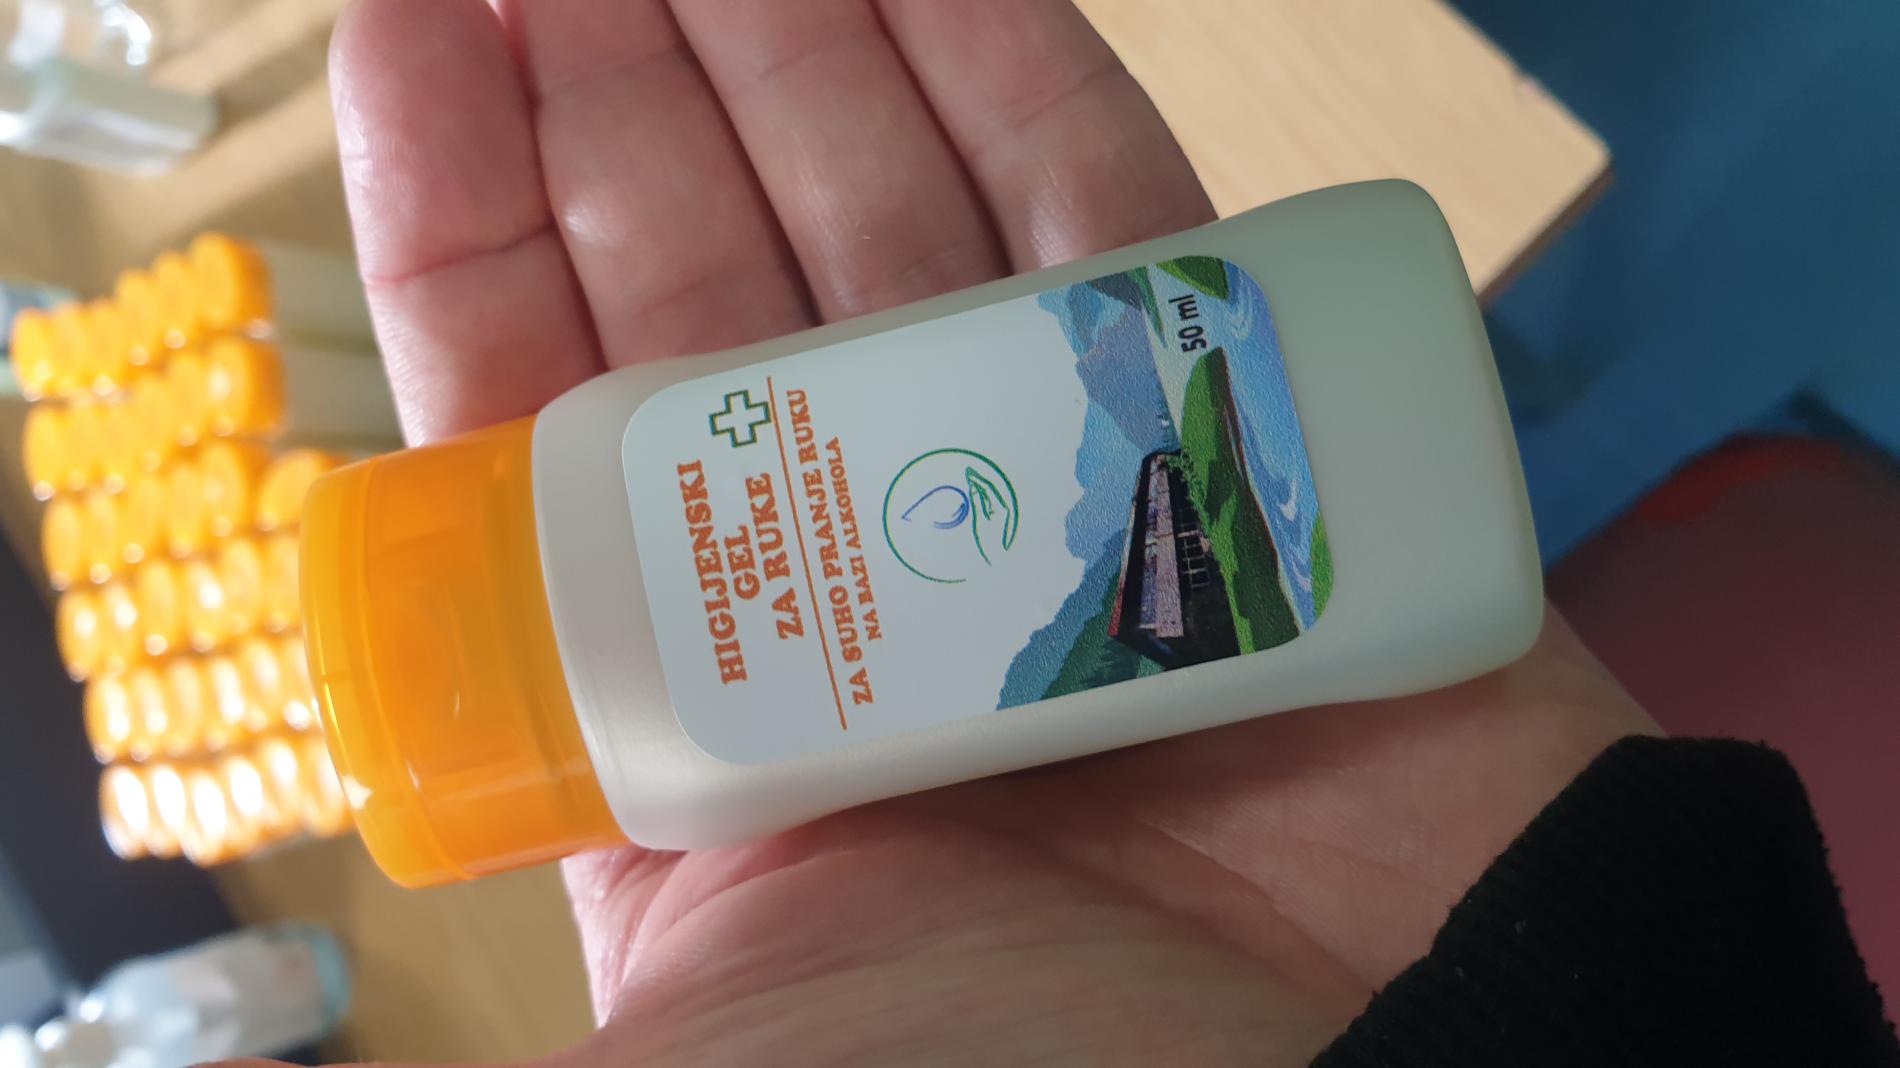 HIGIJENSKI
GEL
ZA RUKE
ZA SUHO PRANJE RUKU
NA BAZI ALKOHOLA
50 ml